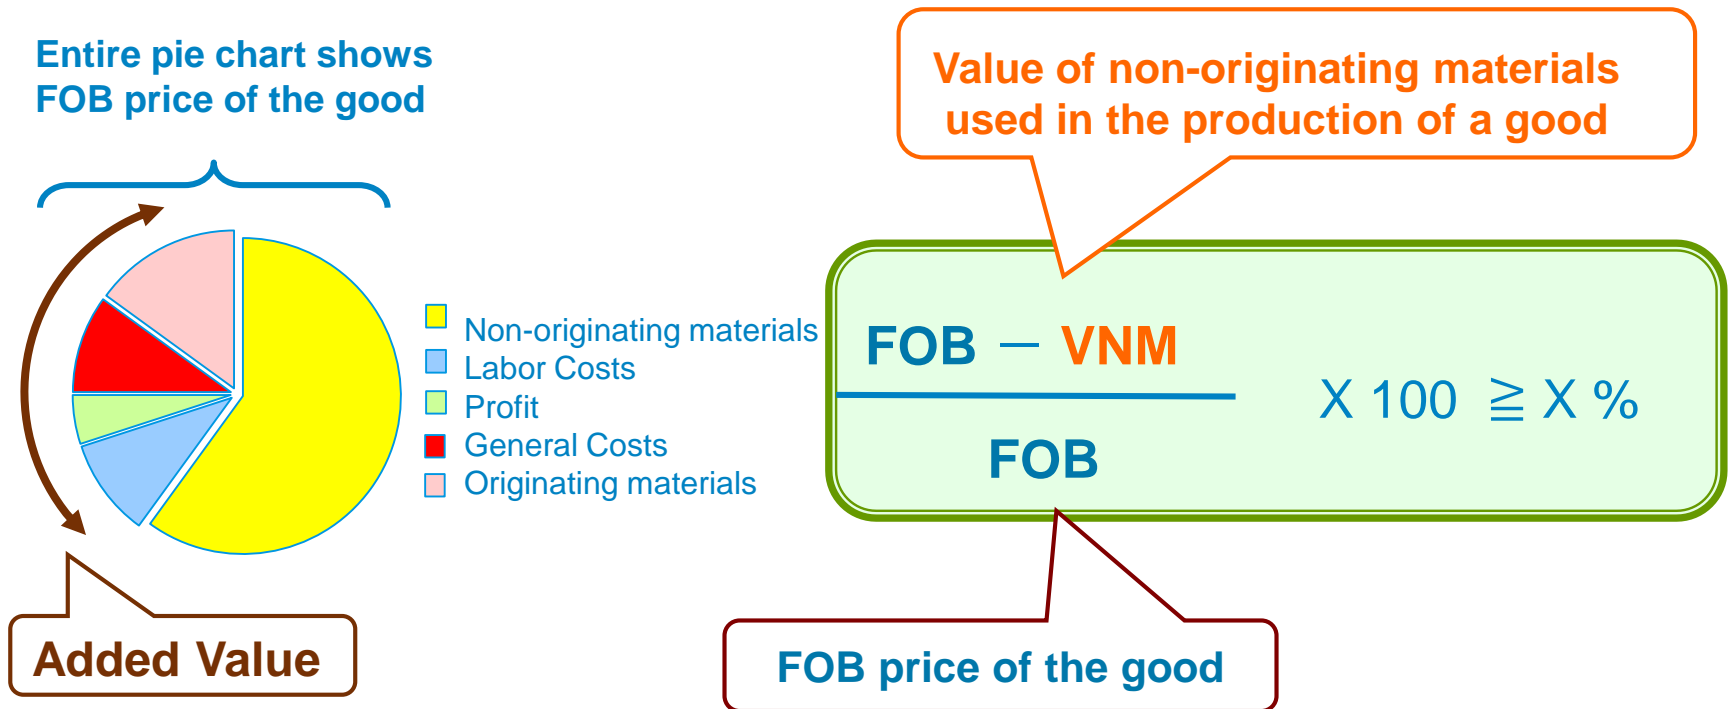 Entire pie chart shows
FOB price of the good
Value of non-originating materials
used in the production of a good
Non-originating materials
Labor Costs
Profit
General Costs
Originating materials
FOB — VNM
FOB
X 100 ≧ X %
Added Value
FOB price of the good